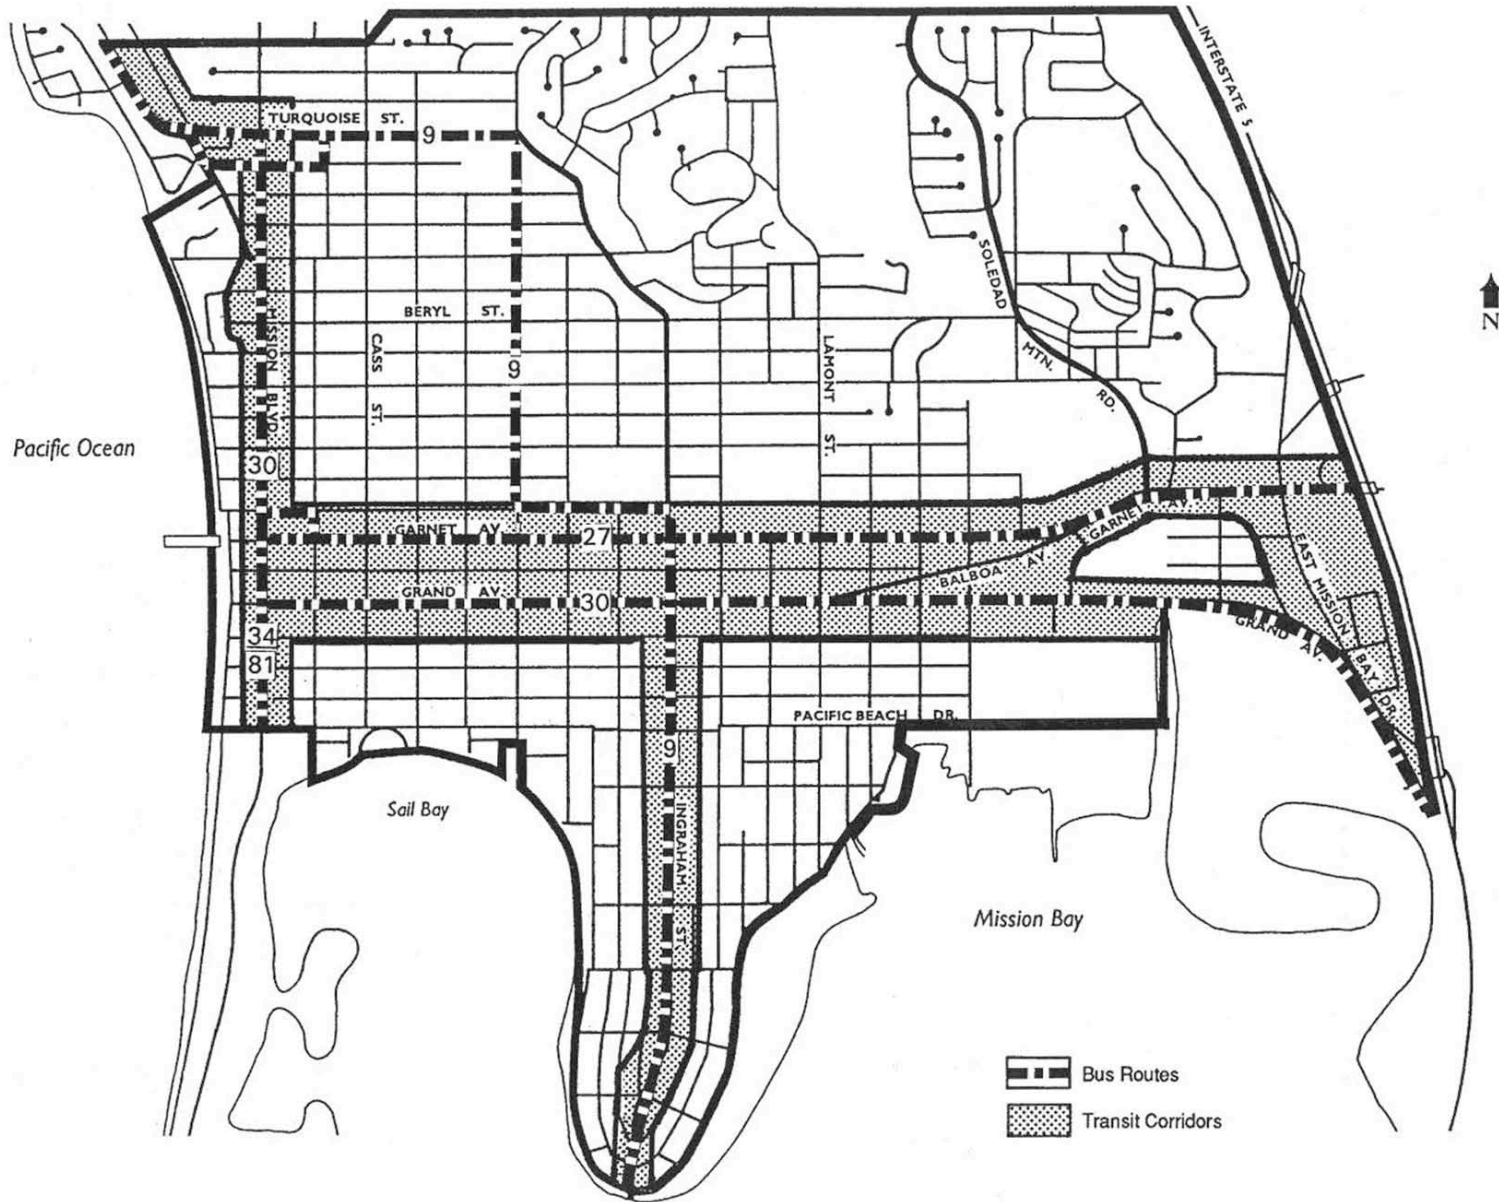 INTERSTATE 5
TURQUOISE ST.
9
SOLEDAD
MTN.
RD.
N
BERYL ST.
MISSION BLVD.
CASS
ST.
LAMONT
ST.
9
Pacific Ocean
30
GARNET AV
27
GARNET AV
BALBOA AV
EAST MISSION BAY DR.
GRAND AV
30
GRAND AV.
34
81
PACIFIC BEACH DR.
9
Sail Bay
INGRAHAM ST.
Mission Bay
Bus Routes
Transit Corridors